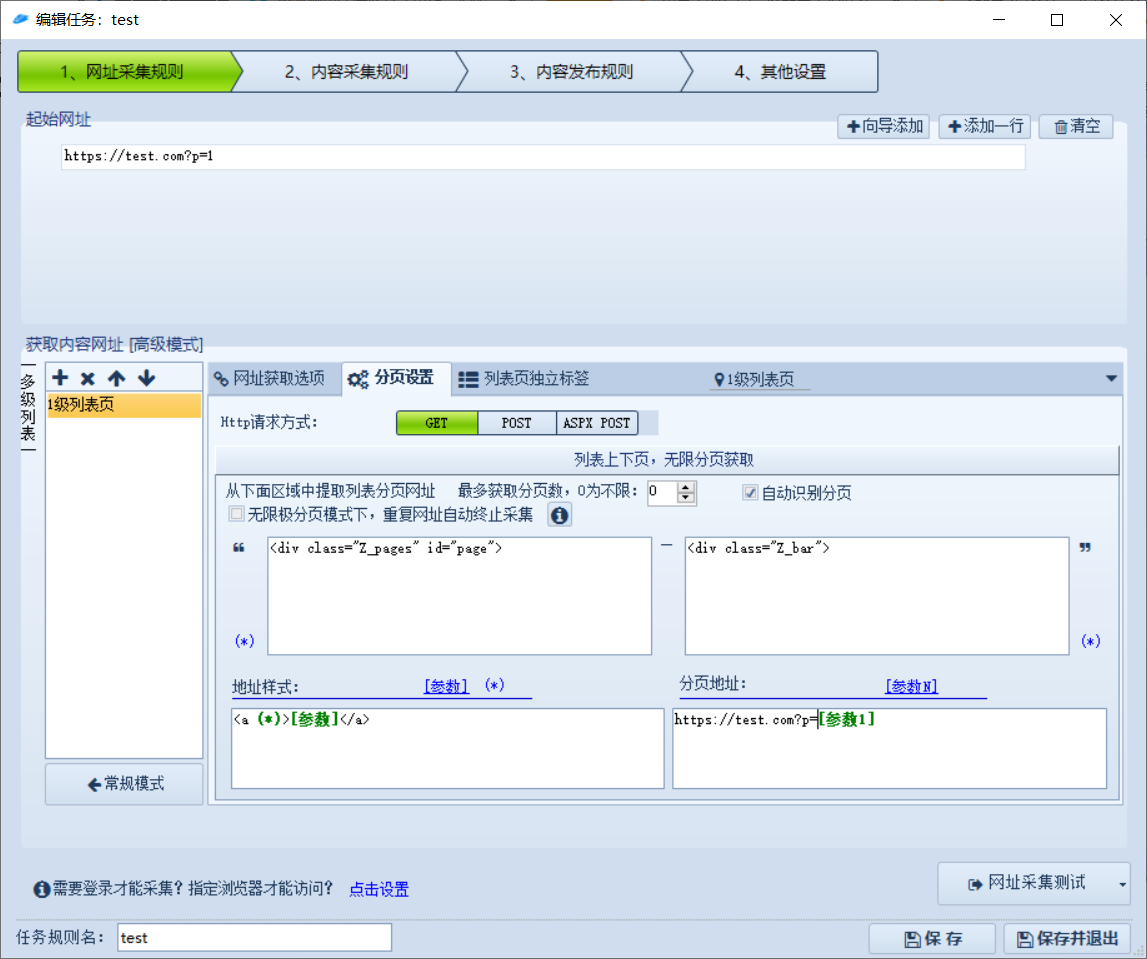 编辑任务：test
1、网址采集规则 2、内容采集规则 3、内容发布规则 4、其他设置
起始网址 向导添加 添加一行 清空
https://test.com?p=1
获取内容网址 [高级模式]
多级列表
1级列表页
网址获取选项 分页设置 列表页独立标签 1级列表页
Http请求方式： GET POST ASPX POST
列表上下页，无限分页获取
从下面区域中提取列表分页网址 最多获取分页数，0为不限： 0 自动识别分页
无限极分页模式下，重复网址自动终止采集
<div class="Z_pages" id="page"> — <div class="Z_bar">
(*) (*)
地址样式： [参数] (*) 分页地址： [参数N]
<a (*)>[参数]</a> https://test.com?p=[参数1]
常规模式
需要登录才能采集？指定浏览器才能访问？ 点击设置 网址采集测试
任务规则名： test 保 存 保存并退出